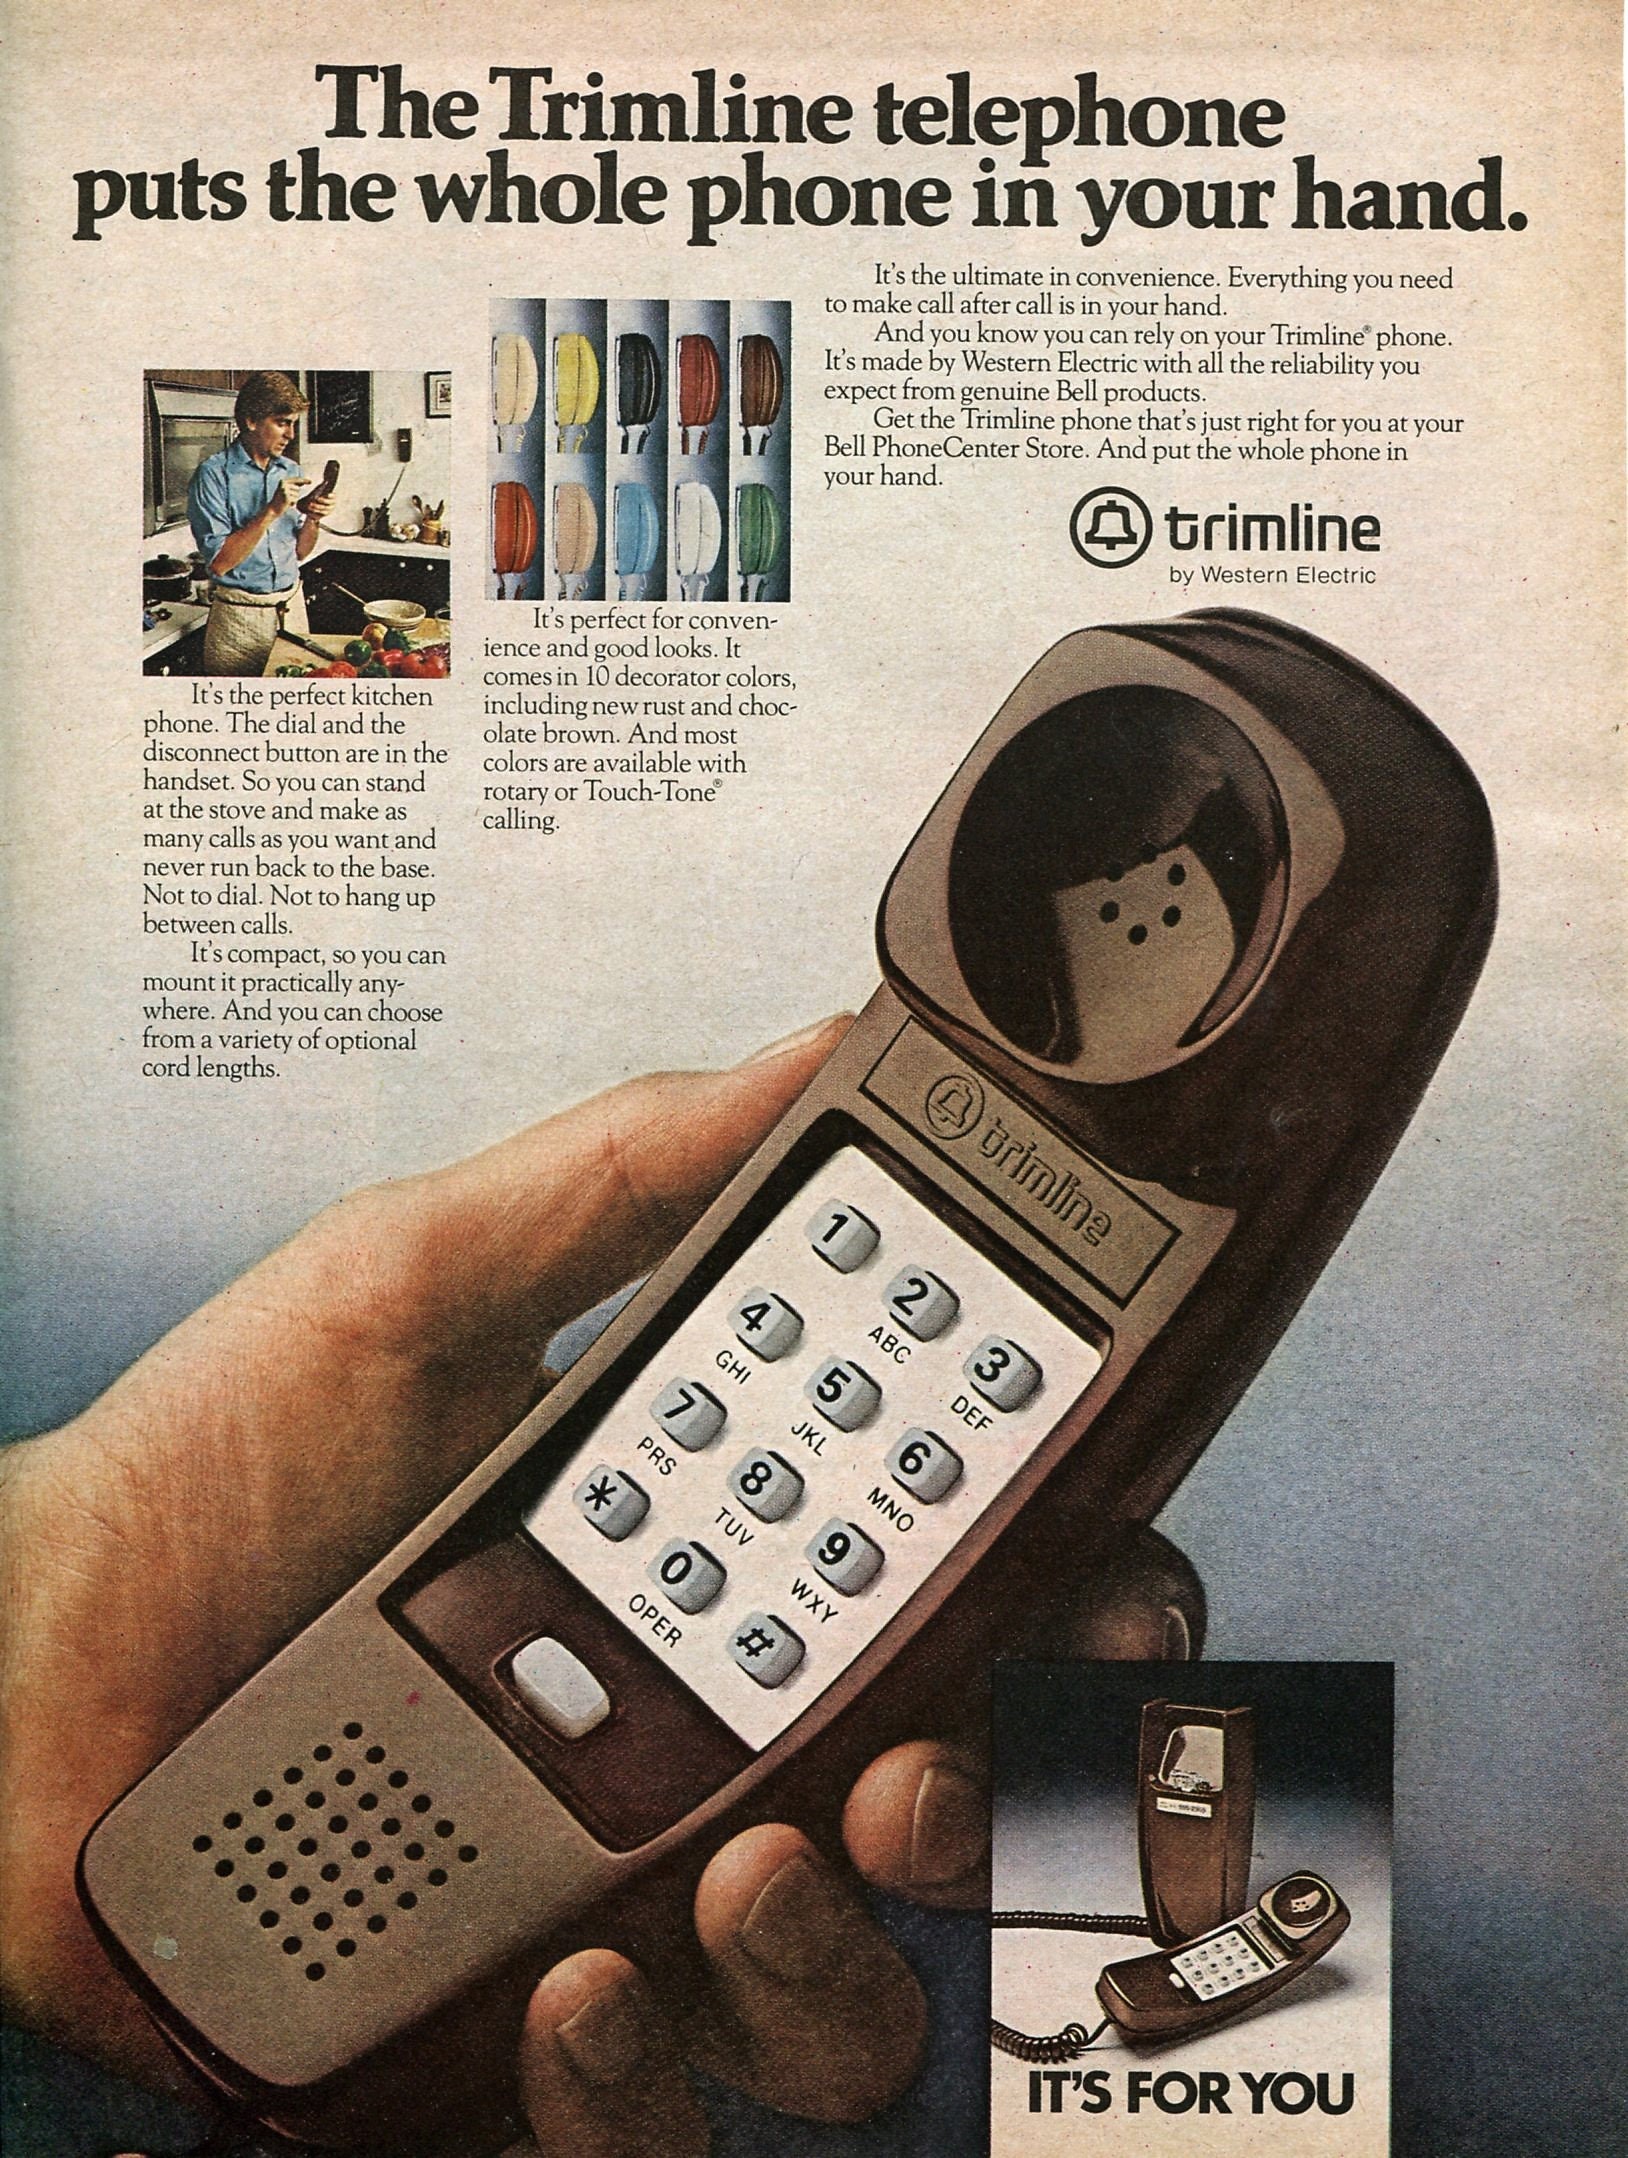 The Trimline telephone
puts the whole phone in your hand.
It's the perfect kitchen
phone. The dial and the
disconnect button are in the
handset. So you can stand
at the stove and make as
many calls as you want and
never run back to the base.
Not to dial. Not to hang up
between calls.
It's compact, so you can
mount it practically any-
where. And you can choose
from a variety of optional
cord lengths.
It's perfect for conven-
ience and good looks. It
comes in 10 decorator colors,
including new rust and choc-
olate brown. And most
colors are available with
rotary or Touch-Tone®
calling.
It's the ultimate in convenience. Everything you need
to make call after call is in your hand.
And you know you can rely on your Trimline® phone.
It's made by Western Electric with all the reliability you
expect from genuine Bell products.
Get the Trimline phone that's just right for you at your
Bell PhoneCenter Store. And put the whole phone in
your hand.
trimline
by Western Electric
trimline
1
2
ABC
3
DEF
4
GHI
5
JKL
6
MNO
7
PRS
8
TUV
9
WXY
*
0
OPER
#
IT'S FOR YOU